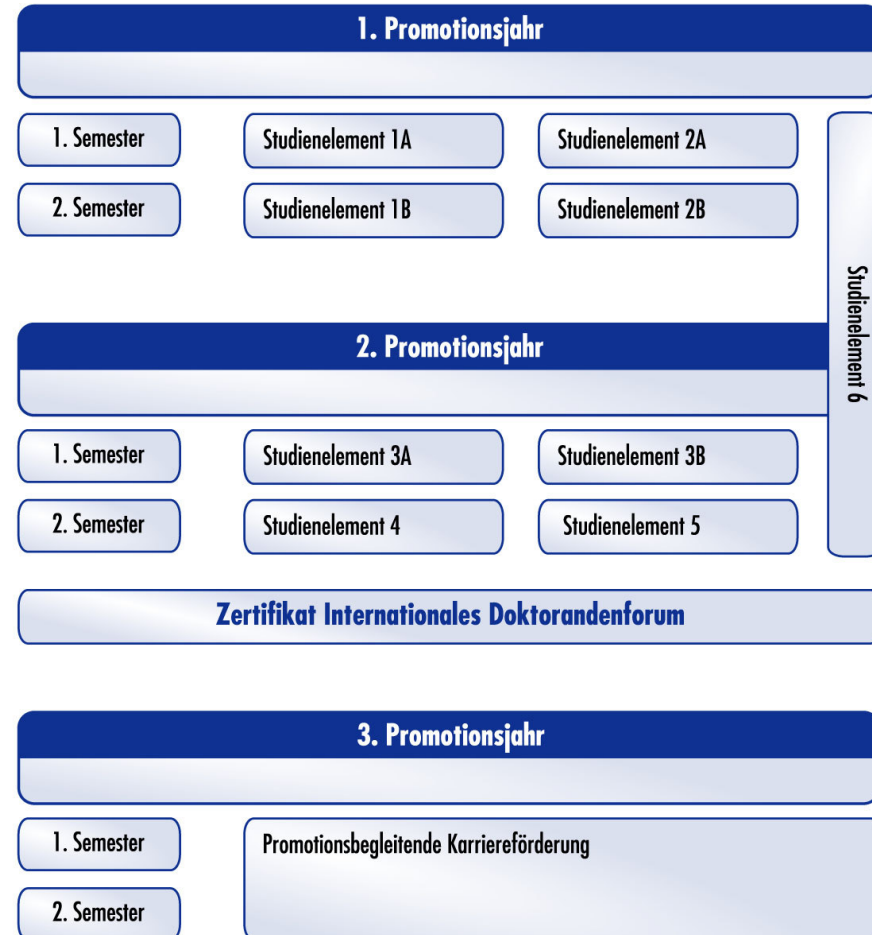 1. Promotionsjahr
1. Semester
Studienelement 1A
Studienelement 2A
2. Semester
Studienelement 1B
Studienelement 2B
Studienelement 6
2. Promotionsjahr
1. Semester
Studienelement 3A
Studienelement 3B
2. Semester
Studienelement 4
Studienelement 5
Zertifikat Internationales Doktorandenforum
3. Promotionsjahr
1. Semester
Promotionsbegleitende Karriereförderung
2. Semester